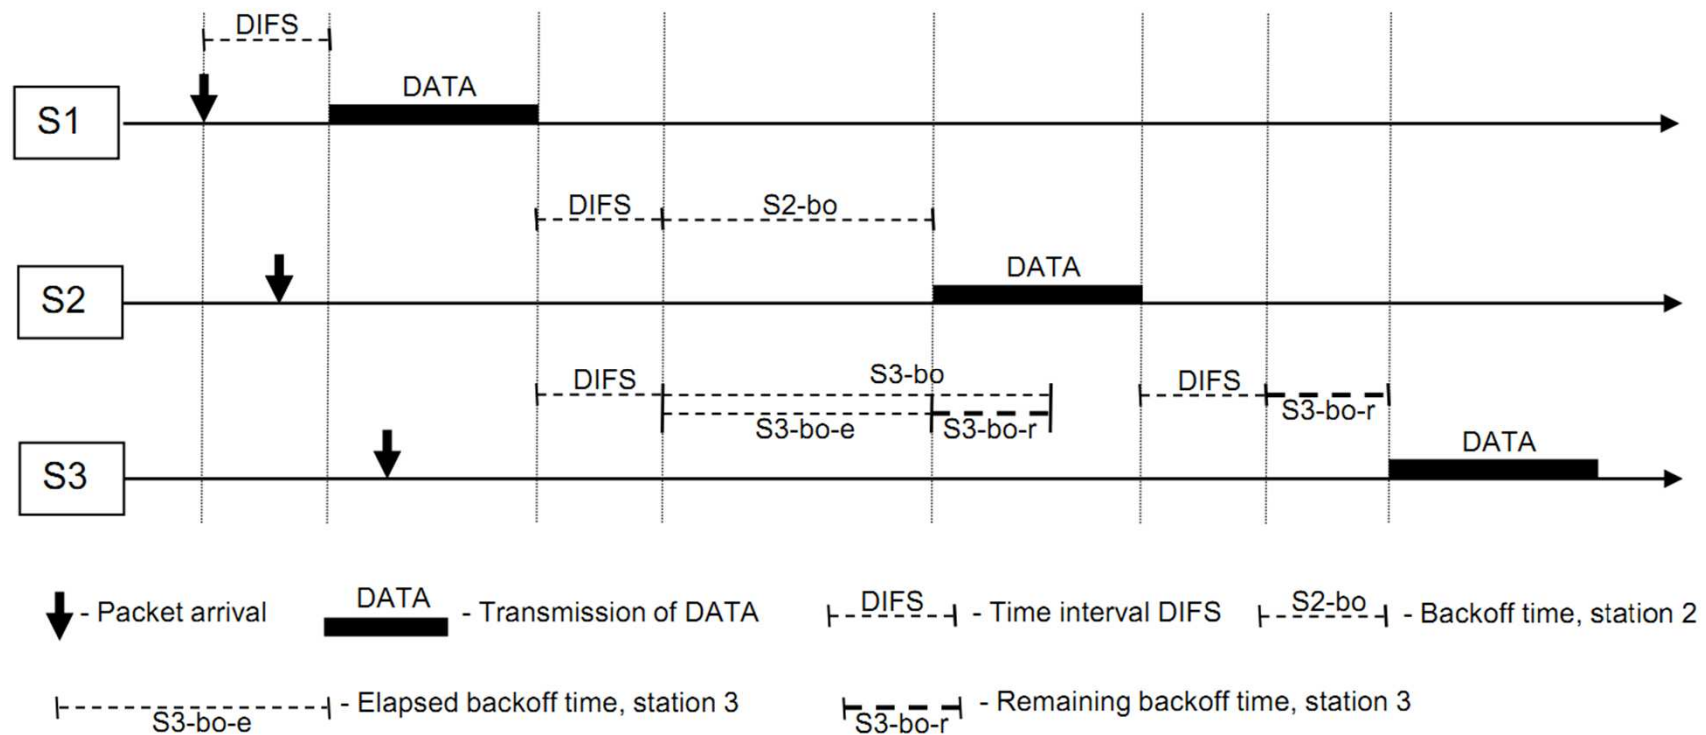 DIFS
DATA
S1
DIFS
S2-bo
DATA
S2
S3-bo
DIFS
DIFS
S3-bo-e
S3-bo-r
S3-bo-r
DATA
S3
DATA
- Packet arrival
- Transmission of DATA
DIFS
- Time interval DIFS
S2-bo
- Backoff time, station 2
S3-bo-e
- Elapsed backoff time, station 3
S3-bo-r
- Remaining backoff time, station 3